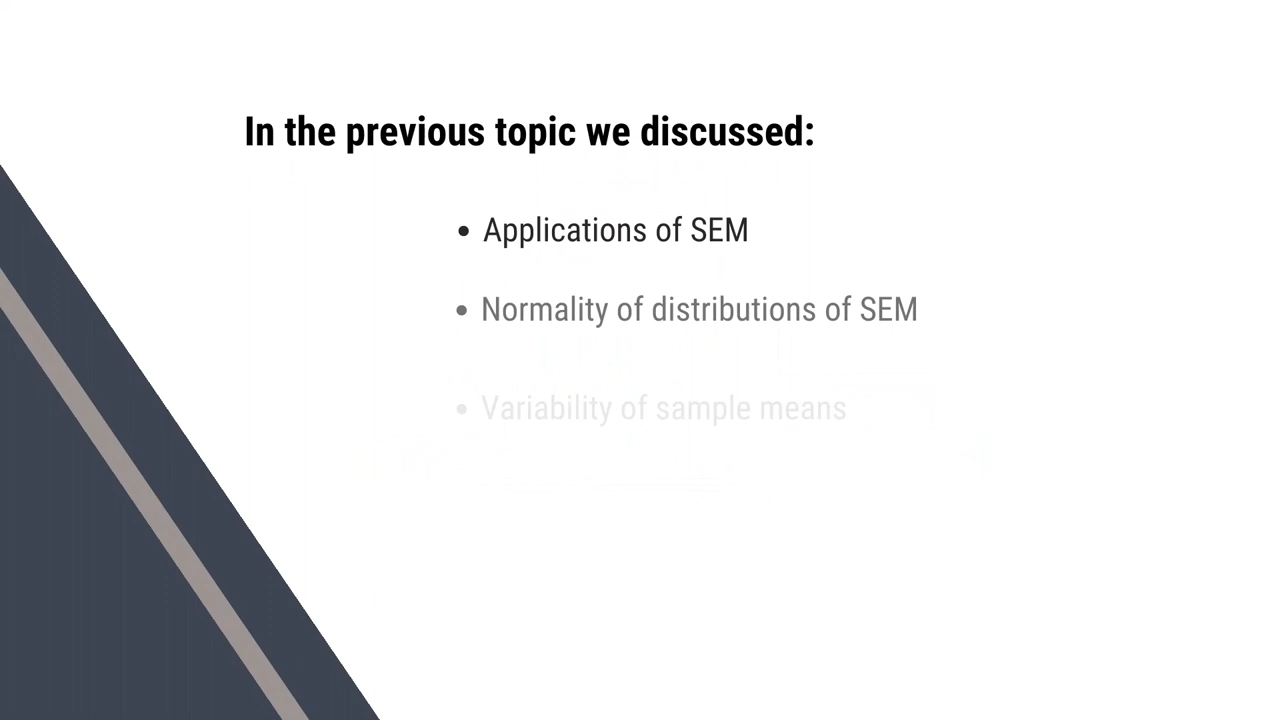 In the previous topic we discussed:
• Applications of SEM
• Normality of distributions of SEM
• Variability of sample means